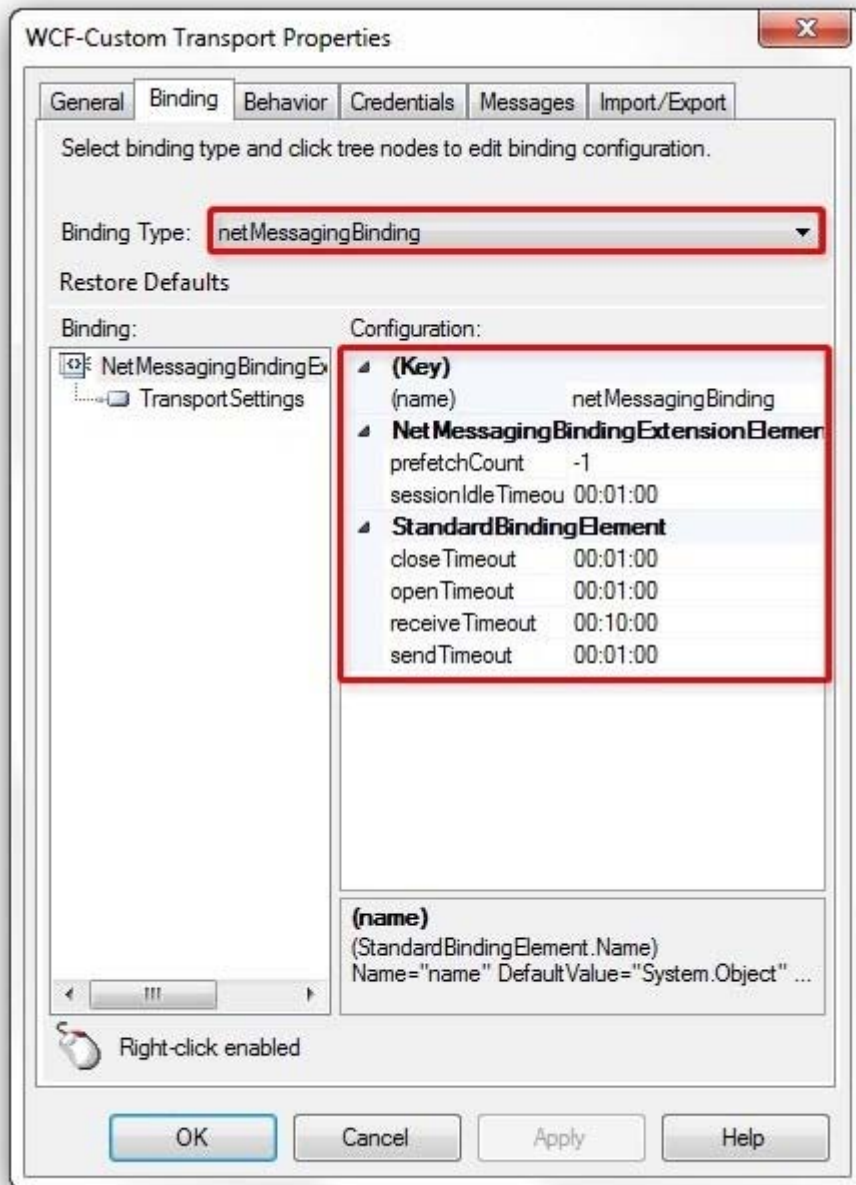 WCF-Custom Transport Properties
General Binding Behavior Credentials Messages Import/Export
Select binding type and click tree nodes to edit binding configuration.
Binding Type: netMessagingBinding
Restore Defaults
Binding: Configuration:
NetMessagingBindingEx
TransportSettings
(Key)
(name) netMessagingBinding
NetMessagingBindingExtensionElemen
prefetchCount -1
sessionIdleTimeou 00:01:00
StandardBindingElement
closeTimeout 00:01:00
openTimeout 00:01:00
receiveTimeout 00:10:00
sendTimeout 00:01:00
(name)
(StandardBindingElement.Name)
Name="name" DefaultValue="System.Object" ...
Right-click enabled
OK Cancel Apply Help